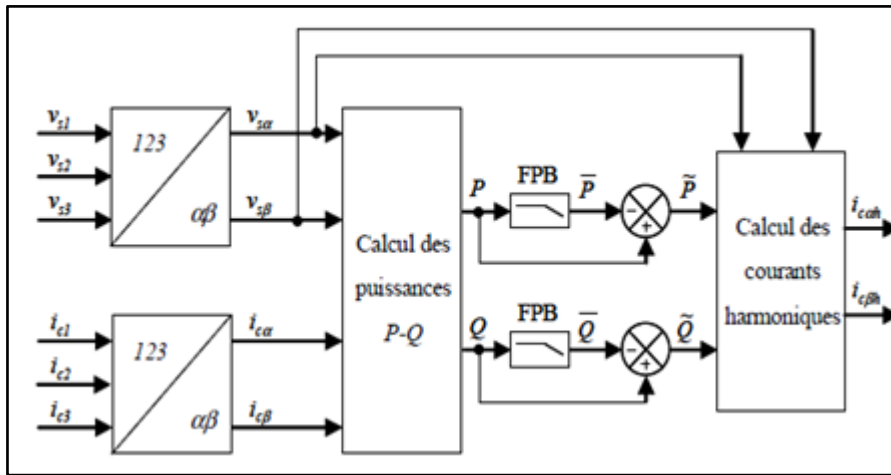 v_s1
v_s2
v_s3
123
αβ
v_sα
v_sβ
i_c1
i_c2
i_c3
123
αβ
i_cα
i_cβ
Calcul des
puissances
P-Q
P
FPB
P̅
-
+
P̃
Q
FPB
Q̅
-
+
Q̃
Calcul des
courants
harmoniques
i_cαh
i_cβh